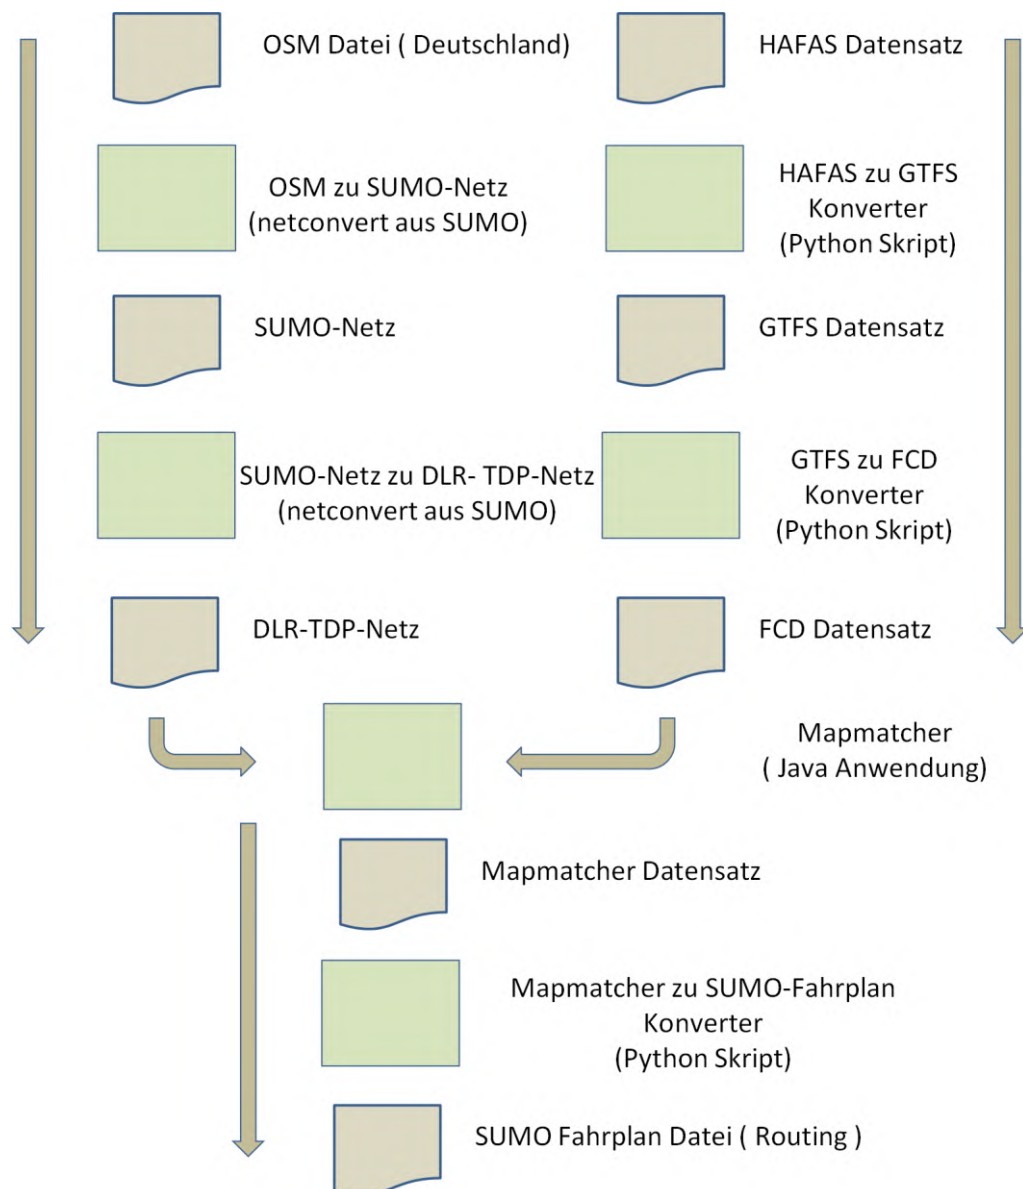 OSM Datei ( Deutschland)
HAFAS Datensatz
OSM zu SUMO-Netz
(netconvert aus SUMO)
HAFAS zu GTFS
Konverter
(Python Skript)
SUMO-Netz
GTFS Datensatz
SUMO-Netz zu DLR- TDP-Netz
(netconvert aus SUMO)
GTFS zu FCD
Konverter
(Python Skript)
DLR-TDP-Netz
FCD Datensatz
Mapmatcher
( Java Anwendung)
Mapmatcher Datensatz
Mapmatcher zu SUMO-Fahrplan
Konverter
(Python Skript)
SUMO Fahrplan Datei ( Routing )